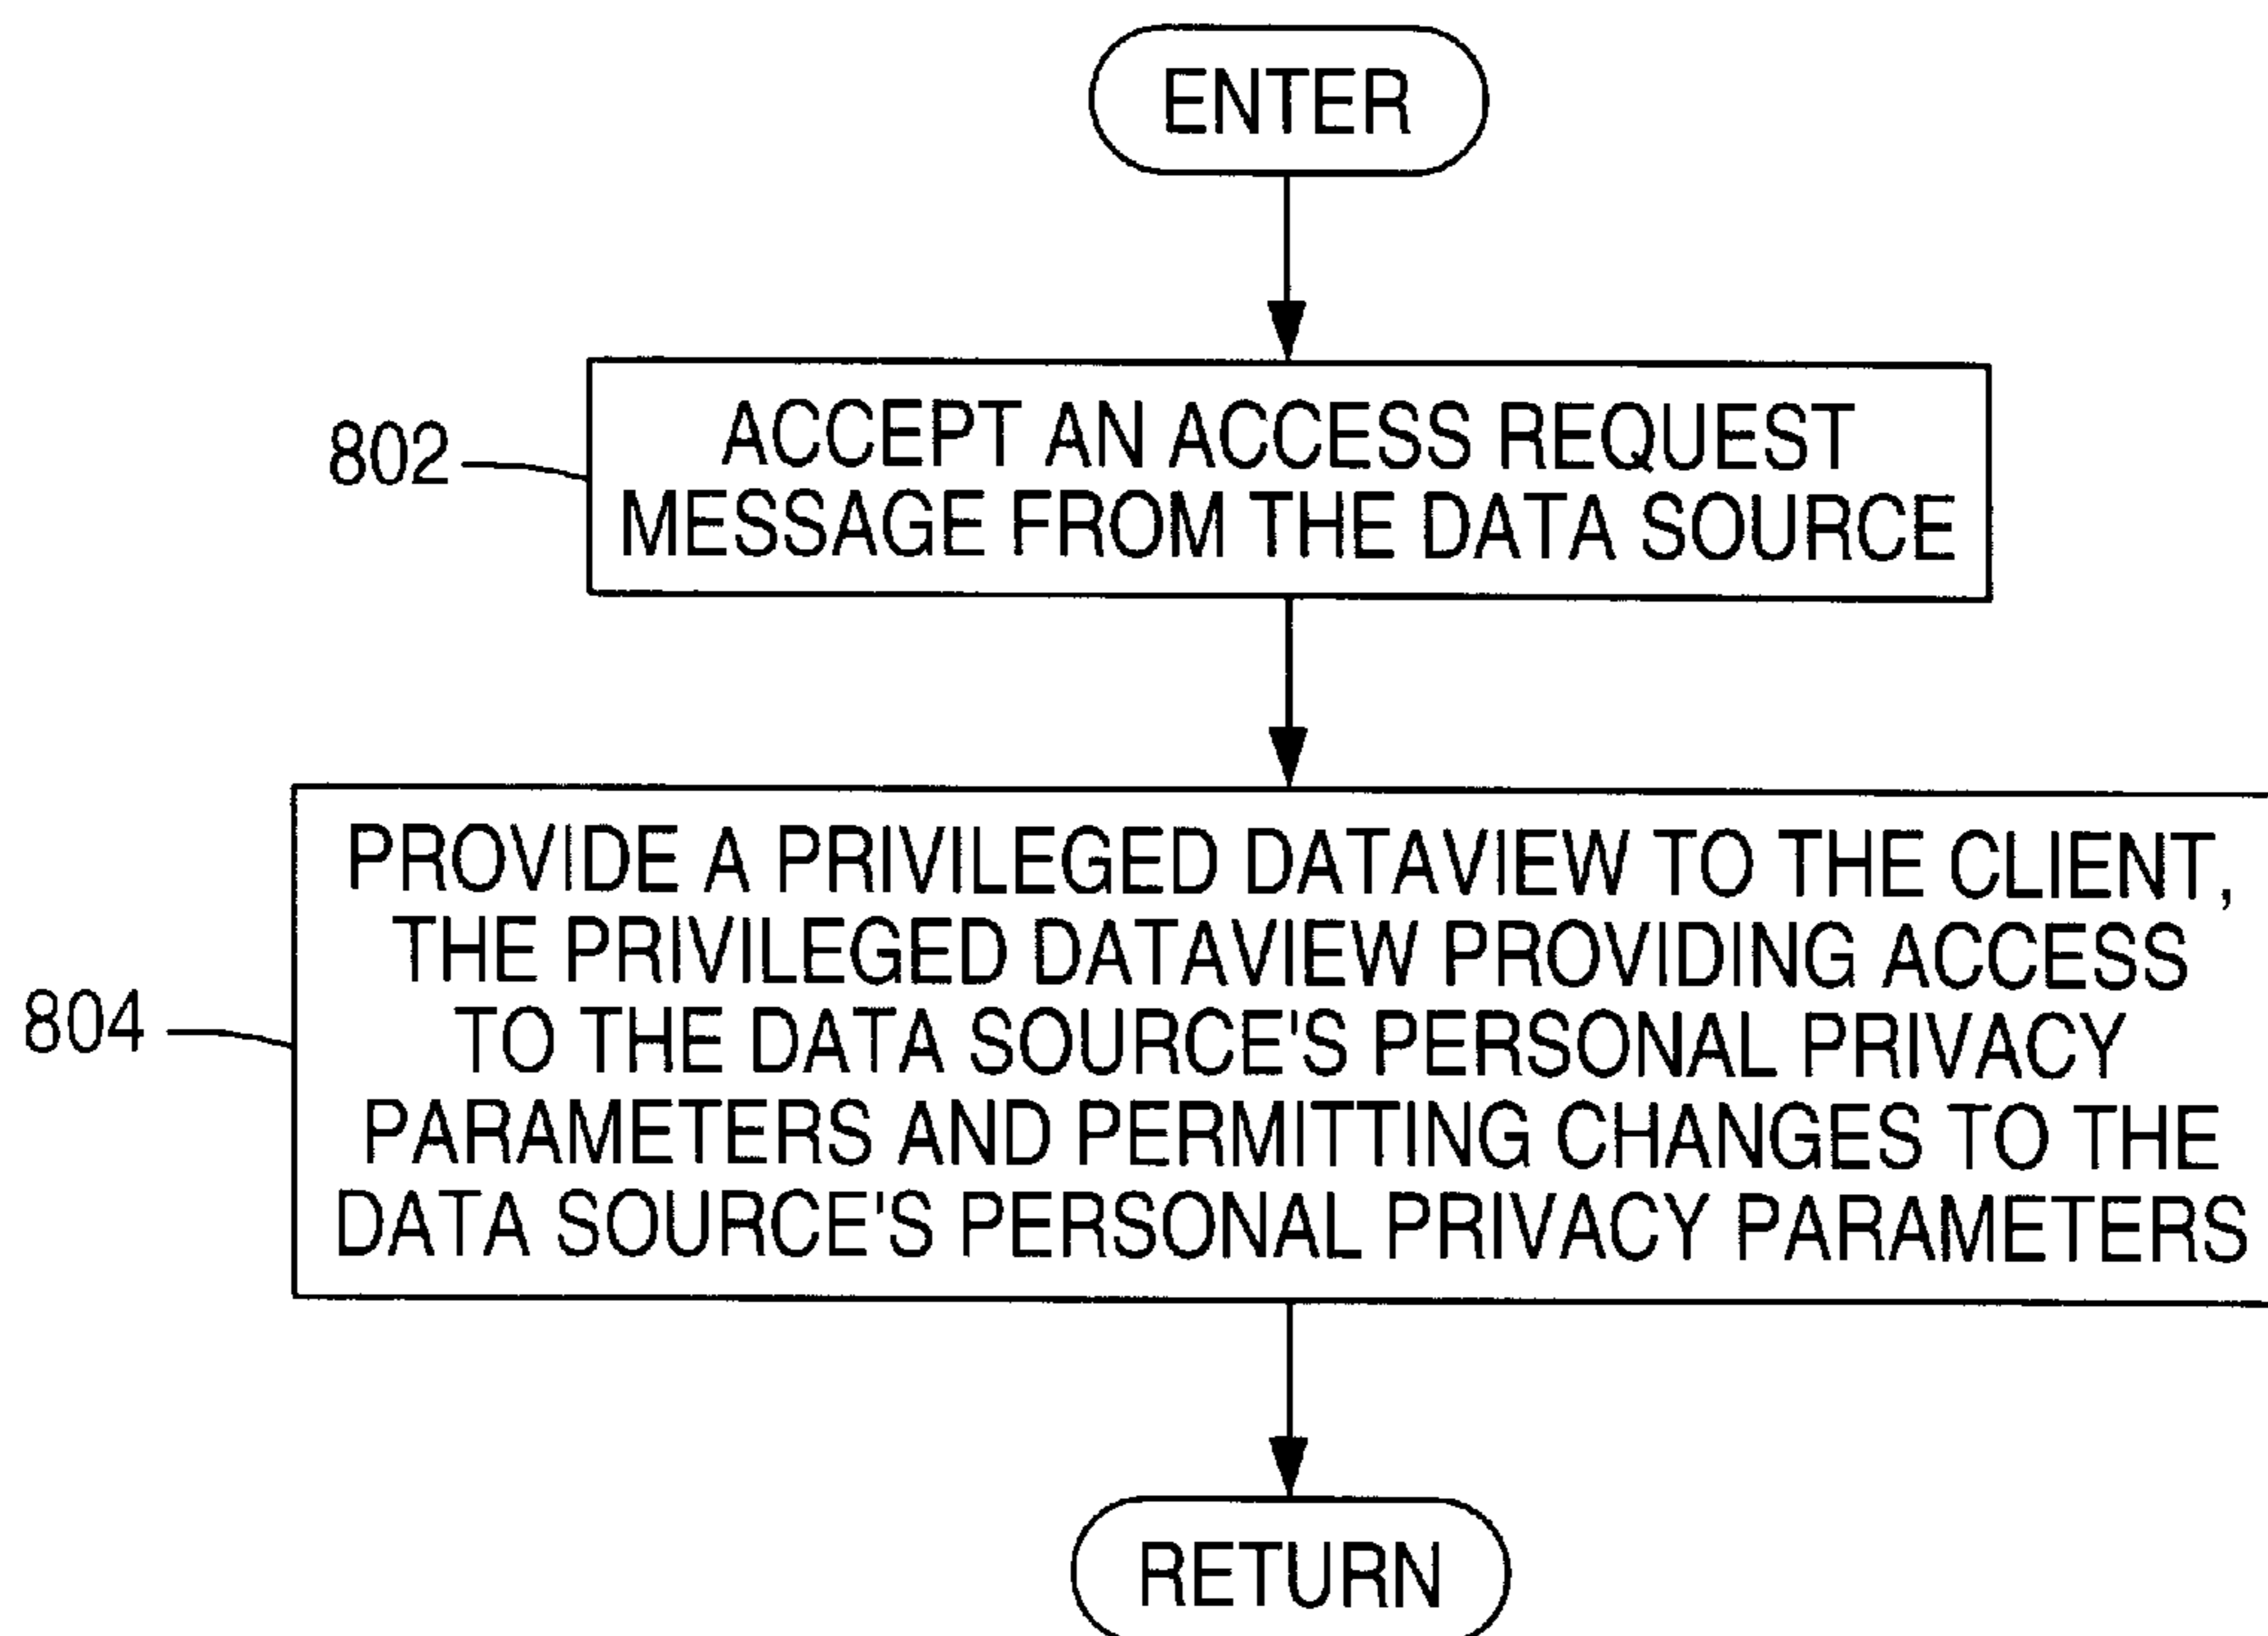 ENTER
802
ACCEPT AN ACCESS REQUEST
MESSAGE FROM THE DATA SOURCE
804
PROVIDE A PRIVILEGED DATAVIEW TO THE CLIENT,
THE PRIVILEGED DATAVIEW PROVIDING ACCESS
TO THE DATA SOURCE'S PERSONAL PRIVACY
PARAMETERS AND PERMITTING CHANGES TO THE
DATA SOURCE'S PERSONAL PRIVACY PARAMETERS
RETURN